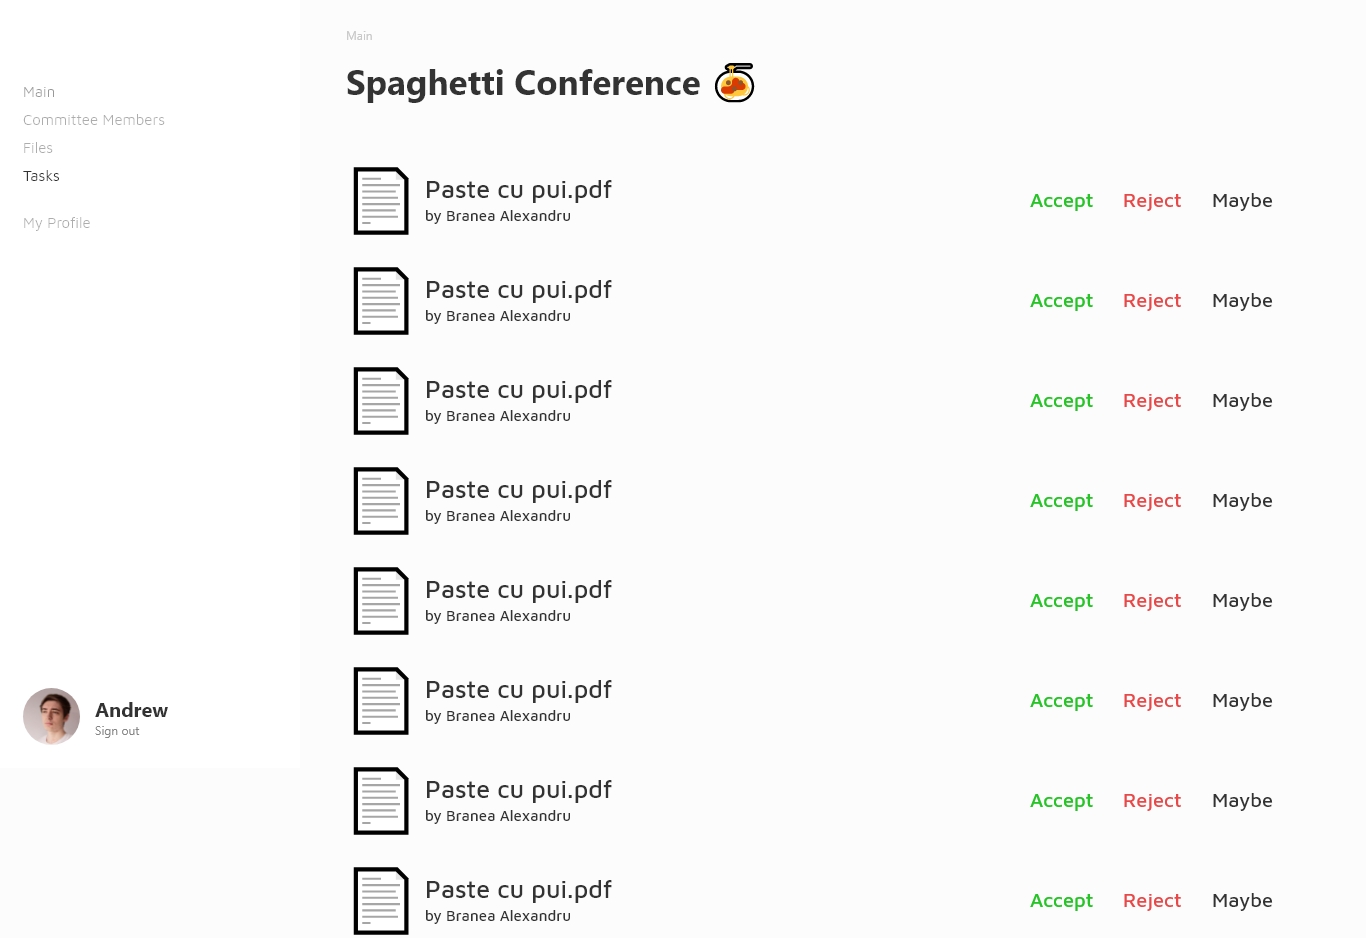 Main
Spaghetti Conference
Main
Committee Members
Files
Tasks
My Profile
Paste cu pui.pdf
by Branea Alexandru
Accept Reject Maybe
Paste cu pui.pdf
by Branea Alexandru
Accept Reject Maybe
Paste cu pui.pdf
by Branea Alexandru
Accept Reject Maybe
Paste cu pui.pdf
by Branea Alexandru
Accept Reject Maybe
Paste cu pui.pdf
by Branea Alexandru
Accept Reject Maybe
Paste cu pui.pdf
by Branea Alexandru
Accept Reject Maybe
Paste cu pui.pdf
by Branea Alexandru
Accept Reject Maybe
Paste cu pui.pdf
by Branea Alexandru
Accept Reject Maybe
Andrew
Sign out